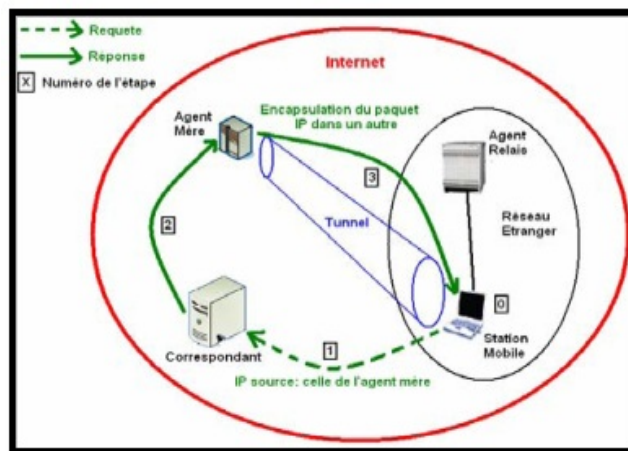 Requete
Réponse
X Numéro de l'étape
Internet
Agent
Mère
Encapsulation du paquet
IP dans un autre
Agent
Relais
3
Réseau
Etranger
2
Tunnel
0
Correspondant
1
Station
Mobile
IP source: celle de l'agent mère